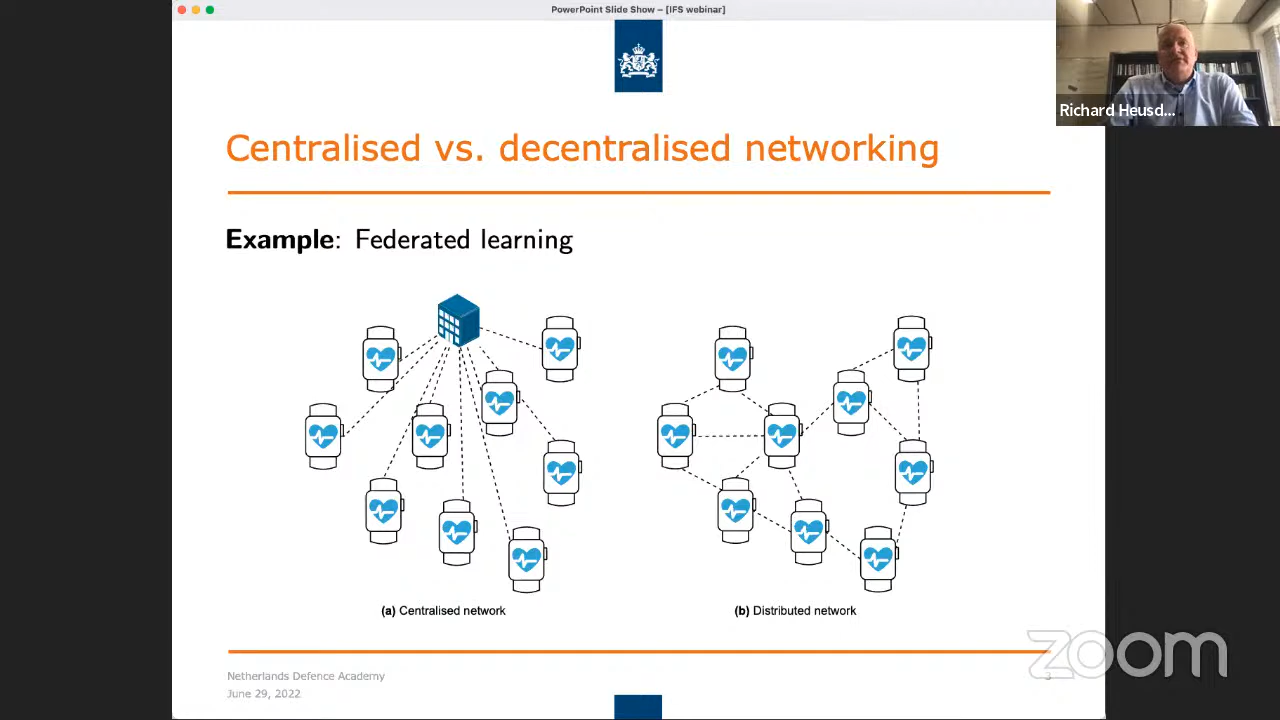 PowerPoint Slide Show – [IFS webinar]
Richard Heusd...
Centralised vs. decentralised networking
Example: Federated learning
(a) Centralised network
(b) Distributed network
Netherlands Defence Academy
June 29, 2022
3
zoom